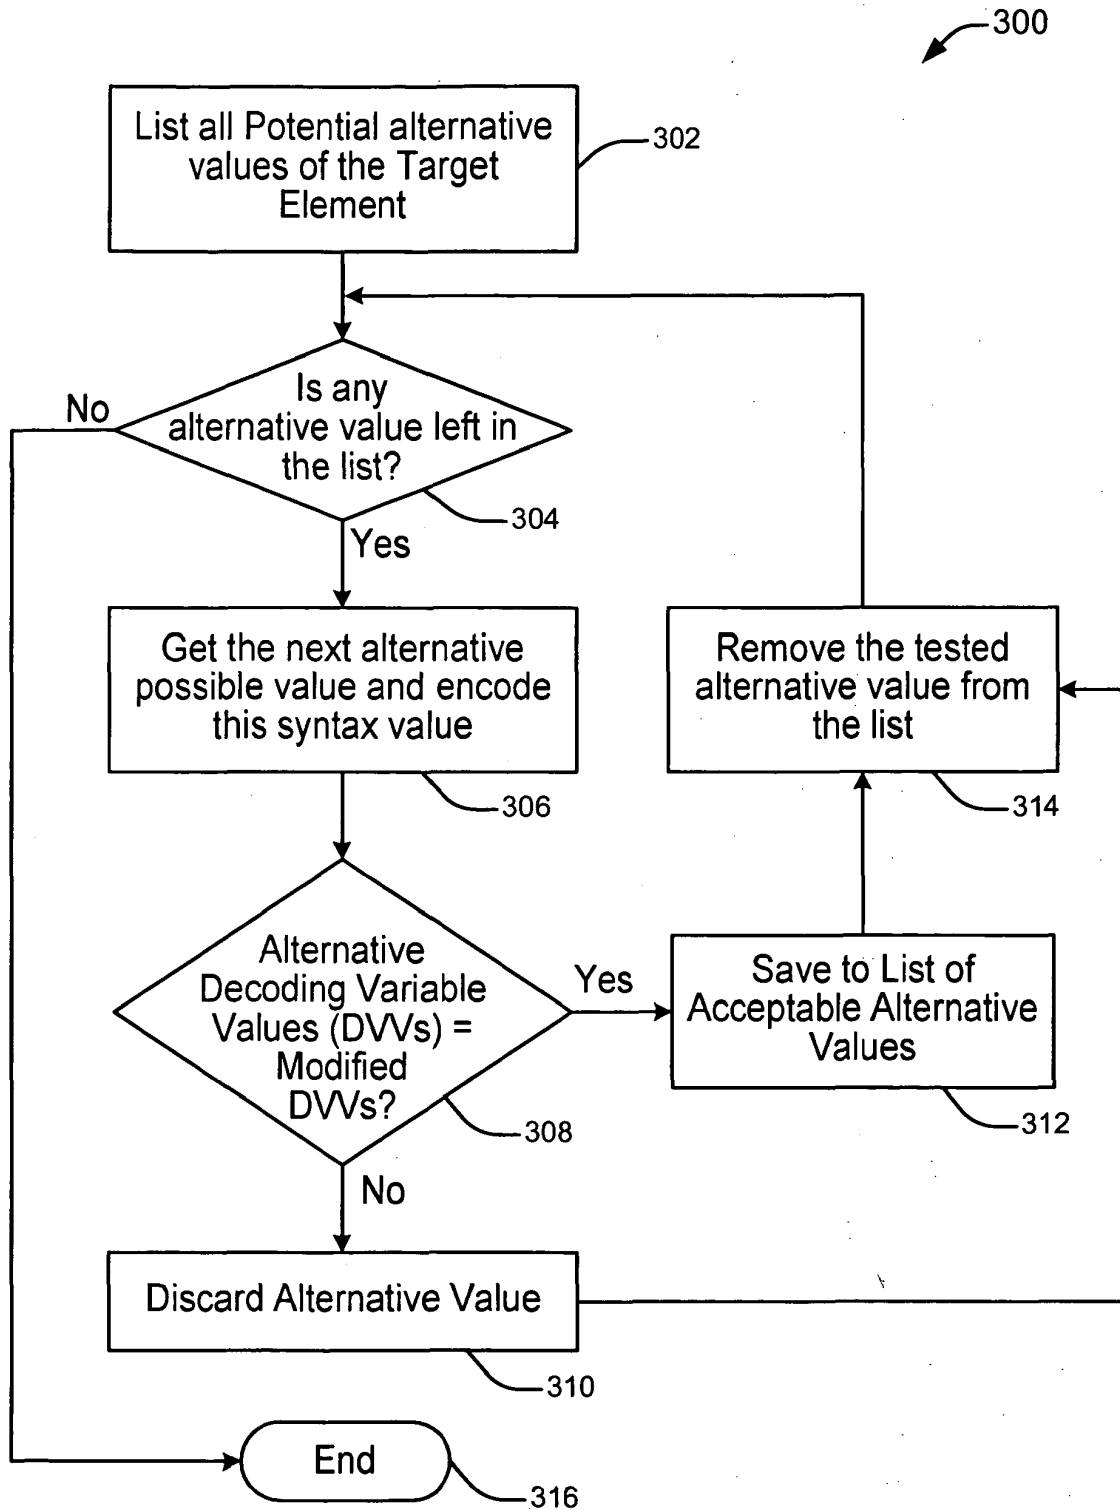 300
List all Potential alternative
values of the Target
Element
302
Is any
alternative value left in
the list?
No
304
Yes
Get the next alternative
possible value and encode
this syntax value
306
Remove the tested
alternative value from
the list
314
Alternative
Decoding Variable
Values (DVVs) =
Modified
DVVs?
308
Yes
Save to List of
Acceptable Alternative
Values
312
No
Discard Alternative Value
310
End
316